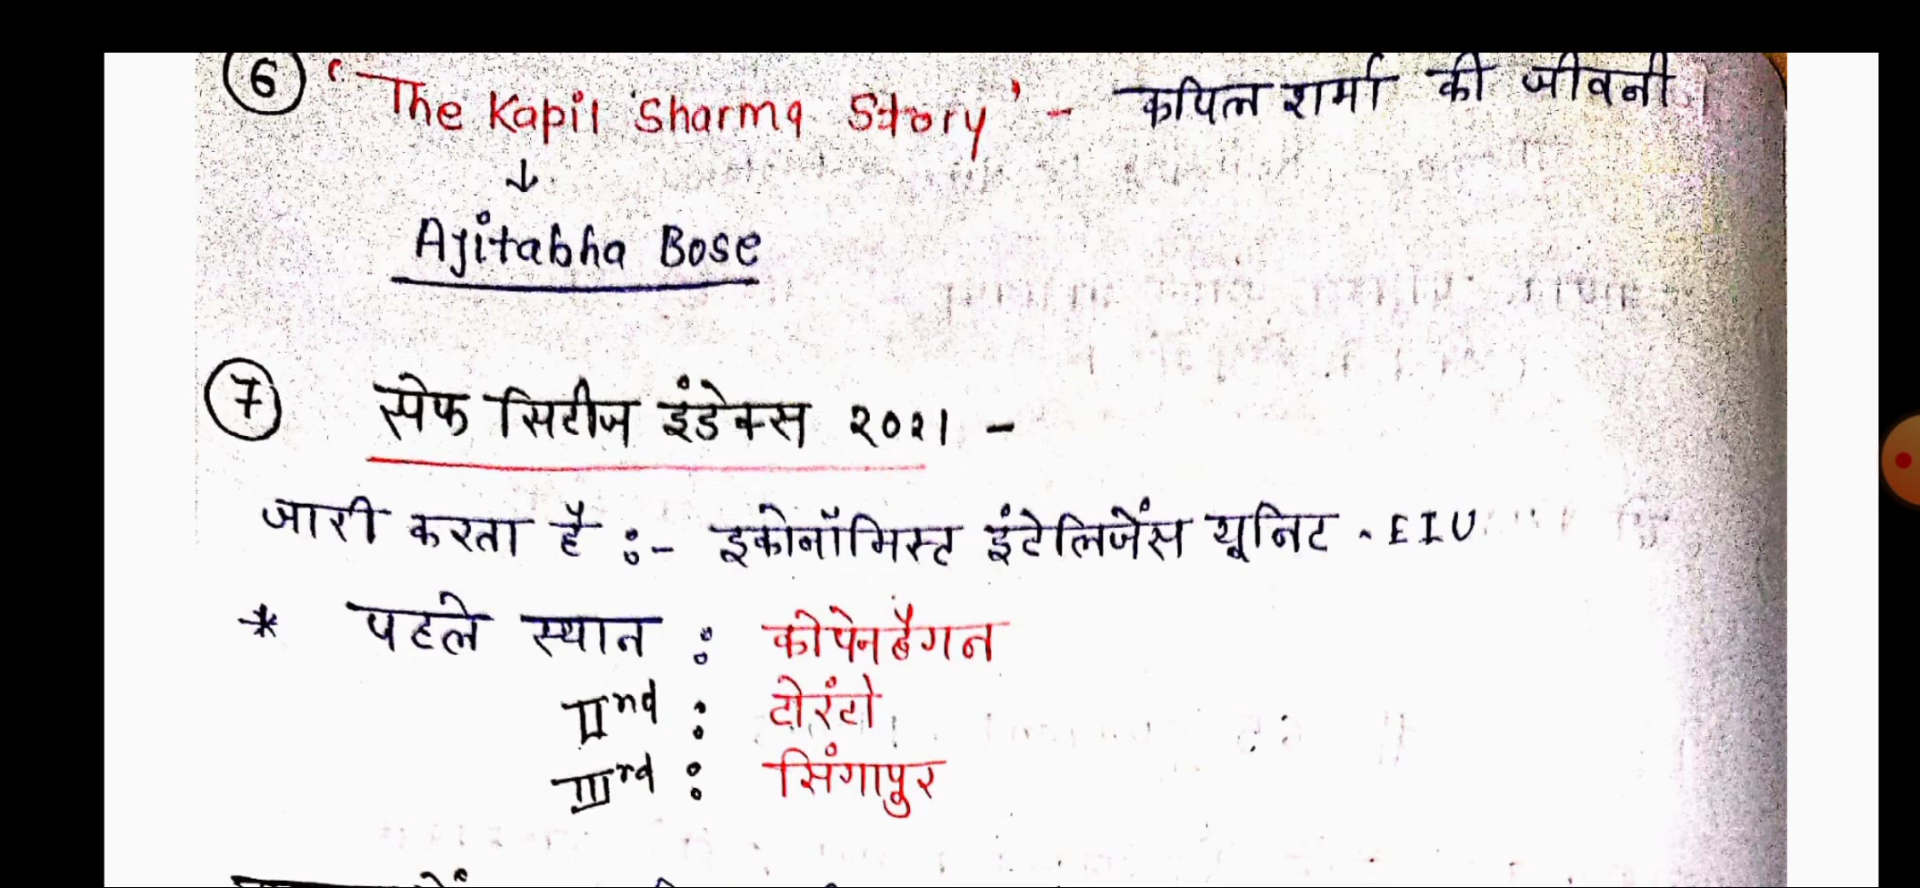 6 'The Kapil Sharma Story' - कपिल शर्मा की जीवनी
↓
Ajitabha Bose
7 सेफ सिटीज इंडेक्स २०२१ -
जारी करता है :- इकोनॉमिस्ट इंटेलिजेंस यूनिट - EIU
* पहले स्थान : कोपेनहैगन
IInd : टोरंटो
IIIrd : सिंगापुर